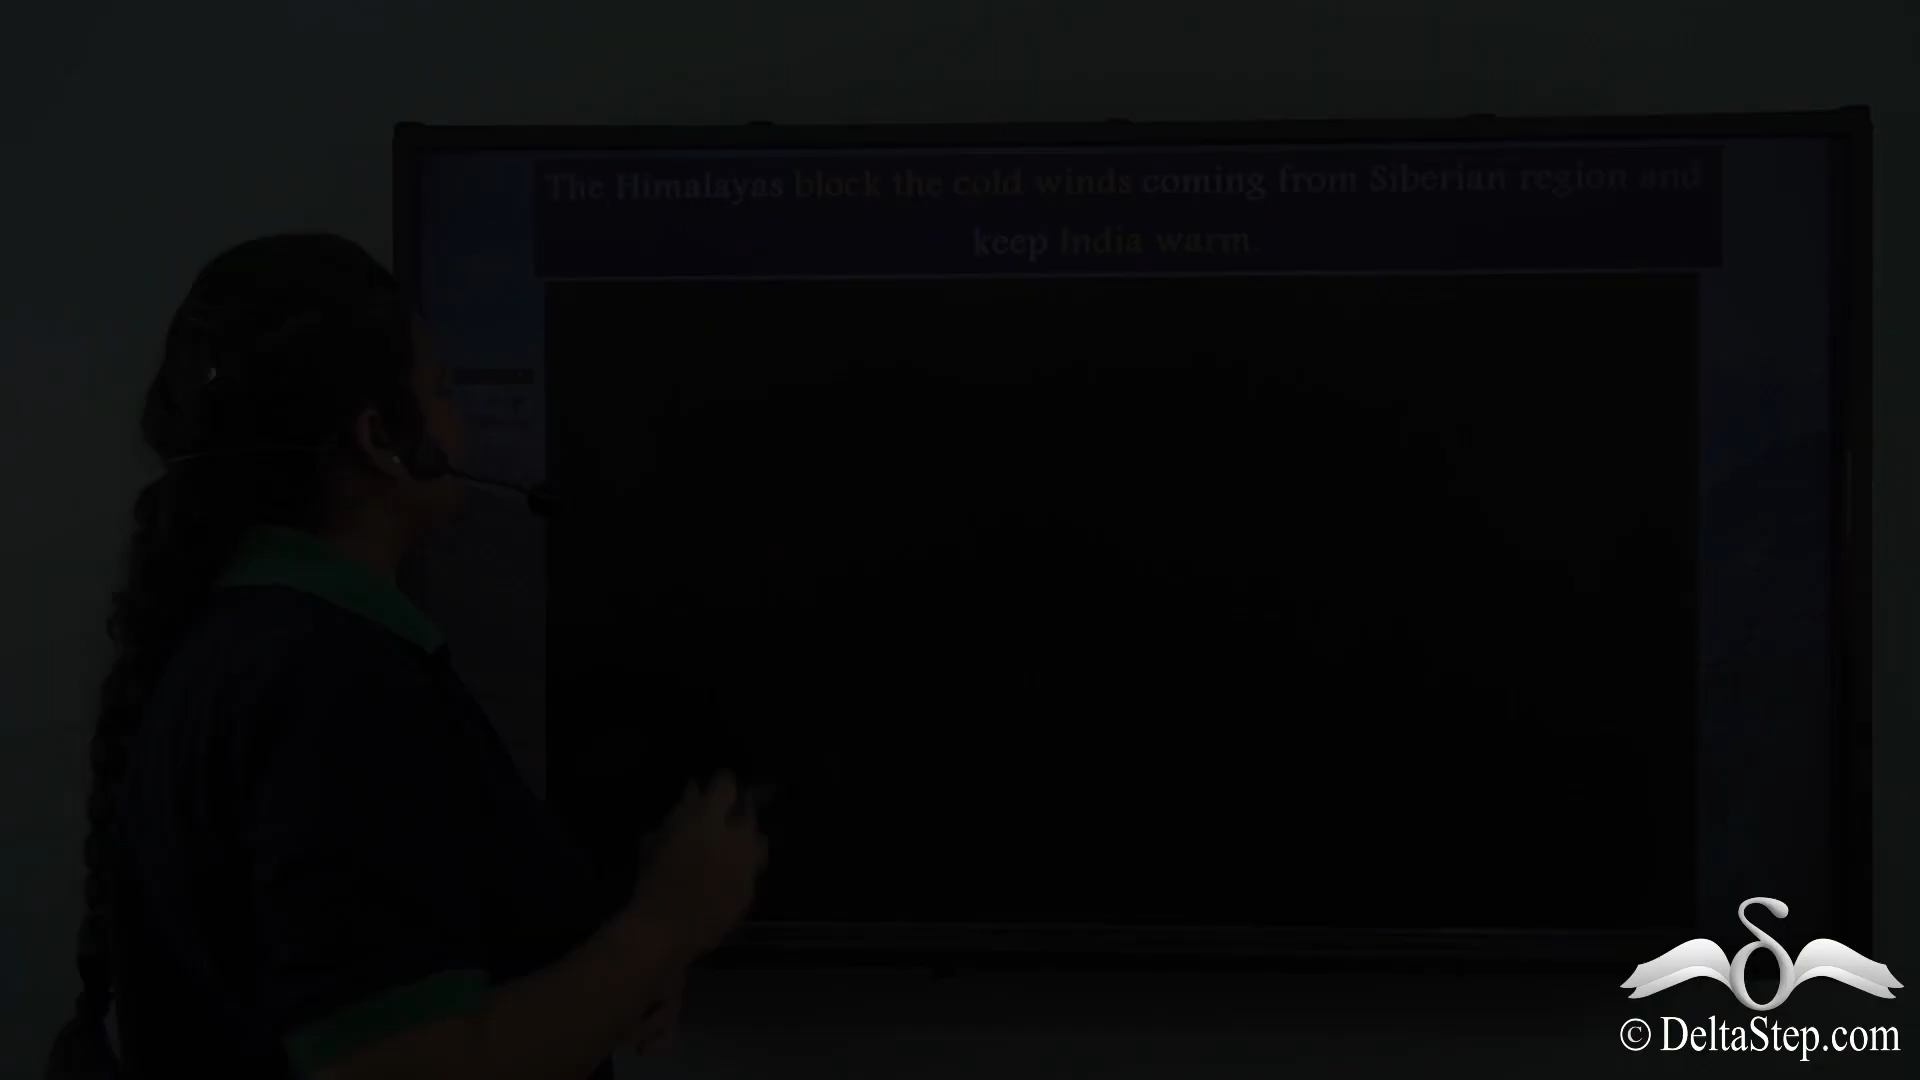 The Himalayas block the cold winds coming from Siberian region and
keep India warm.
© DeltaStep.com